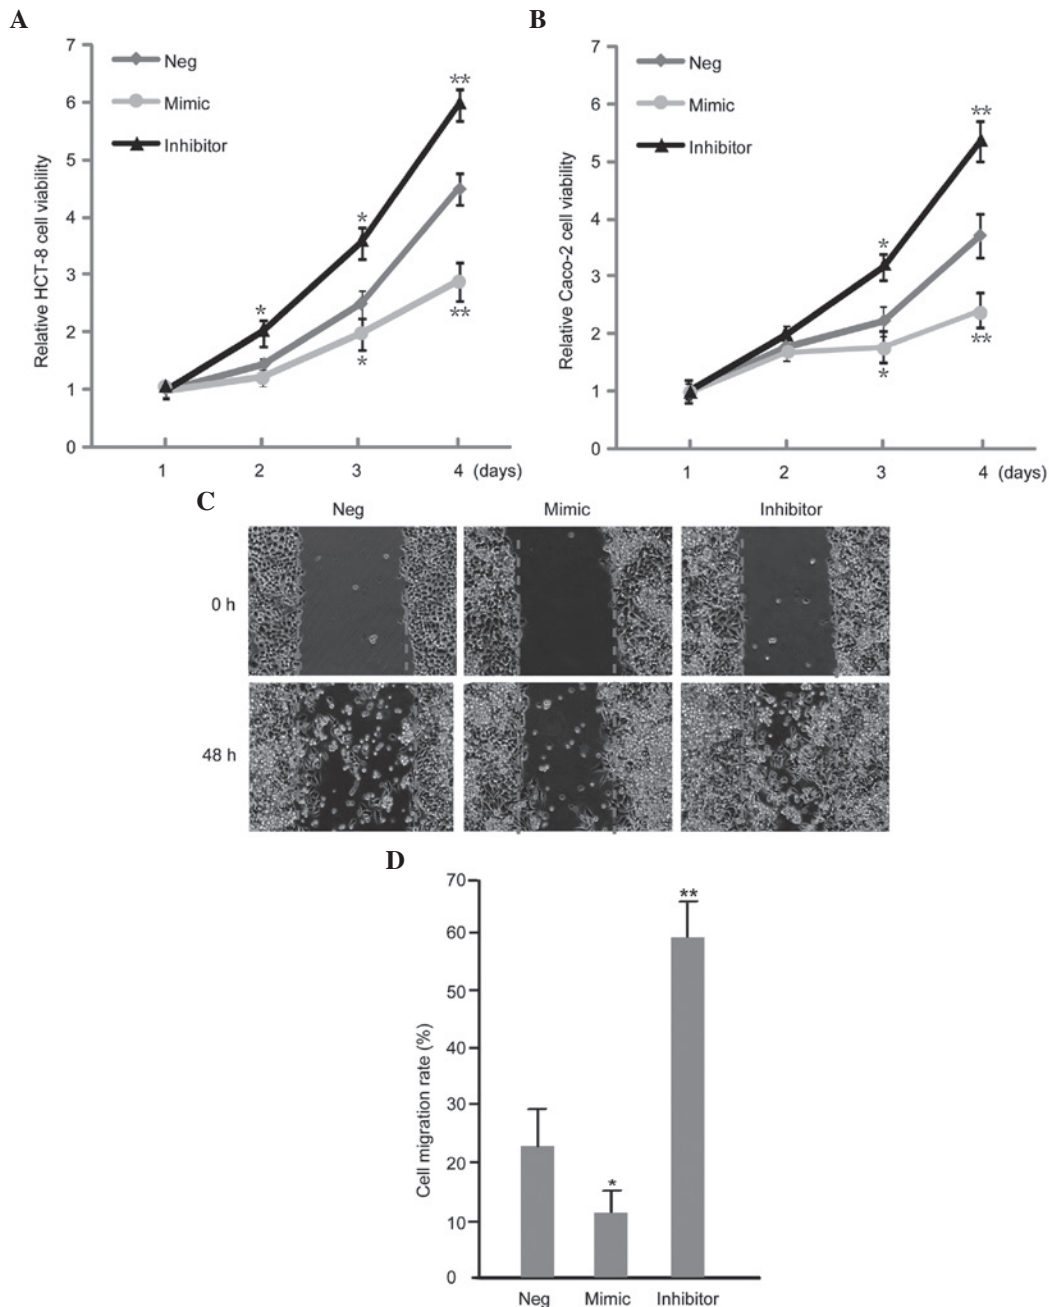 A
7
6
5
4
3
2
1
0
Relative HCT-8 cell viability
Neg
Mimic
Inhibitor
**
*
*
*
**
1 2 3 4 (days)
B
7
6
5
4
3
2
1
0
Relative Caco-2 cell viability
Neg
Mimic
Inhibitor
**
*
*
**
1 2 3 4 (days)
C
Neg Mimic Inhibitor
0 h
48 h
D
70
60
50
40
30
20
10
0
Cell migration rate (%)
*
**
Neg Mimic Inhibitor